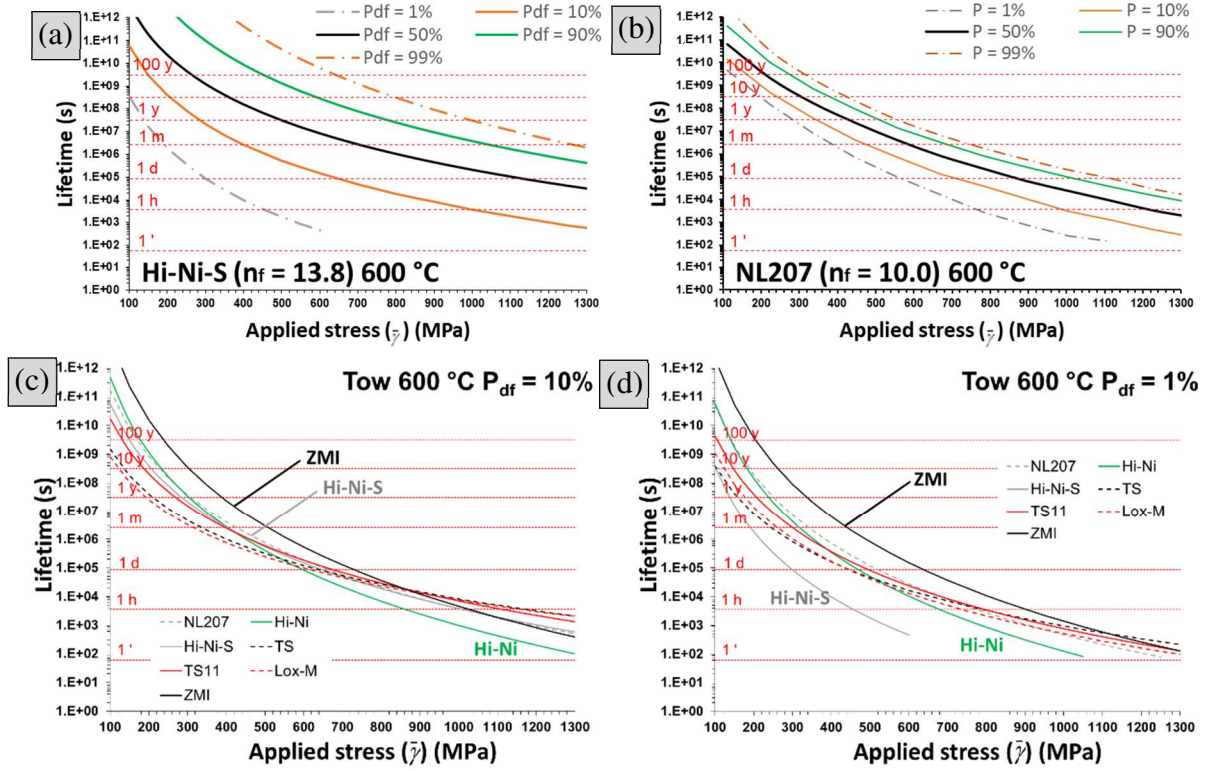 (a)
Pdf = 1% Pdf = 10%
Pdf = 50% Pdf = 90%
Pdf = 99%
1.E+12
1.E+11
1.E+10
1.E+09
1.E+08
1.E+07
1.E+06
1.E+05
1.E+04
1.E+03
1.E+02
1.E+01
1.E+00
Lifetime (s)
100 y
1 y
1 m
1 d
1 h
1 '
Hi-Ni-S (nf = 13.8) 600 °C
100 200 300 400 500 600 700 800 900 1000 1100 1200 1300
Applied stress (γ̄) (MPa)
(b)
P = 1% P = 10%
P = 50% P = 90%
P = 99%
1.E+12
1.E+11
1.E+10
1.E+09
1.E+08
1.E+07
1.E+06
1.E+05
1.E+04
1.E+03
1.E+02
1.E+01
1.E+00
Lifetime (s)
100 y
10 y
1 y
1 m
1 d
1 h
1 '
NL207 (nf = 10.0) 600 °C
100 200 300 400 500 600 700 800 900 1000 1100 1200 1300
Applied stress (γ̄) (MPa)
(c)
Tow 600 °C Pdf = 10%
1.E+12
1.E+11
1.E+10
1.E+09
1.E+08
1.E+07
1.E+06
1.E+05
1.E+04
1.E+03
1.E+02
1.E+01
1.E+00
Lifetime (s)
100 y
10 y
1 y
1 m
1 d
1 h
1 '
ZMI
Hi-Ni-S
Hi-Ni
NL207 Hi-Ni
Hi-Ni-S TS
TS11 Lox-M
ZMI
100 200 300 400 500 600 700 800 900 1000 1100 1200 1300
Applied stress (γ̄) (MPa)
(d)
Tow 600 °C Pdf = 1%
1.E+12
1.E+11
1.E+10
1.E+09
1.E+08
1.E+07
1.E+06
1.E+05
1.E+04
1.E+03
1.E+02
1.E+01
1.E+00
Lifetime (s)
100 y
10 y
1 y
1 m
1 d
1 h
1 '
NL207 Hi-Ni
Hi-Ni-S TS
TS11 Lox-M
ZMI
ZMI
Hi-Ni-S
Hi-Ni
100 200 300 400 500 600 700 800 900 1000 1100 1200 1300
Applied stress (γ̄) (MPa)